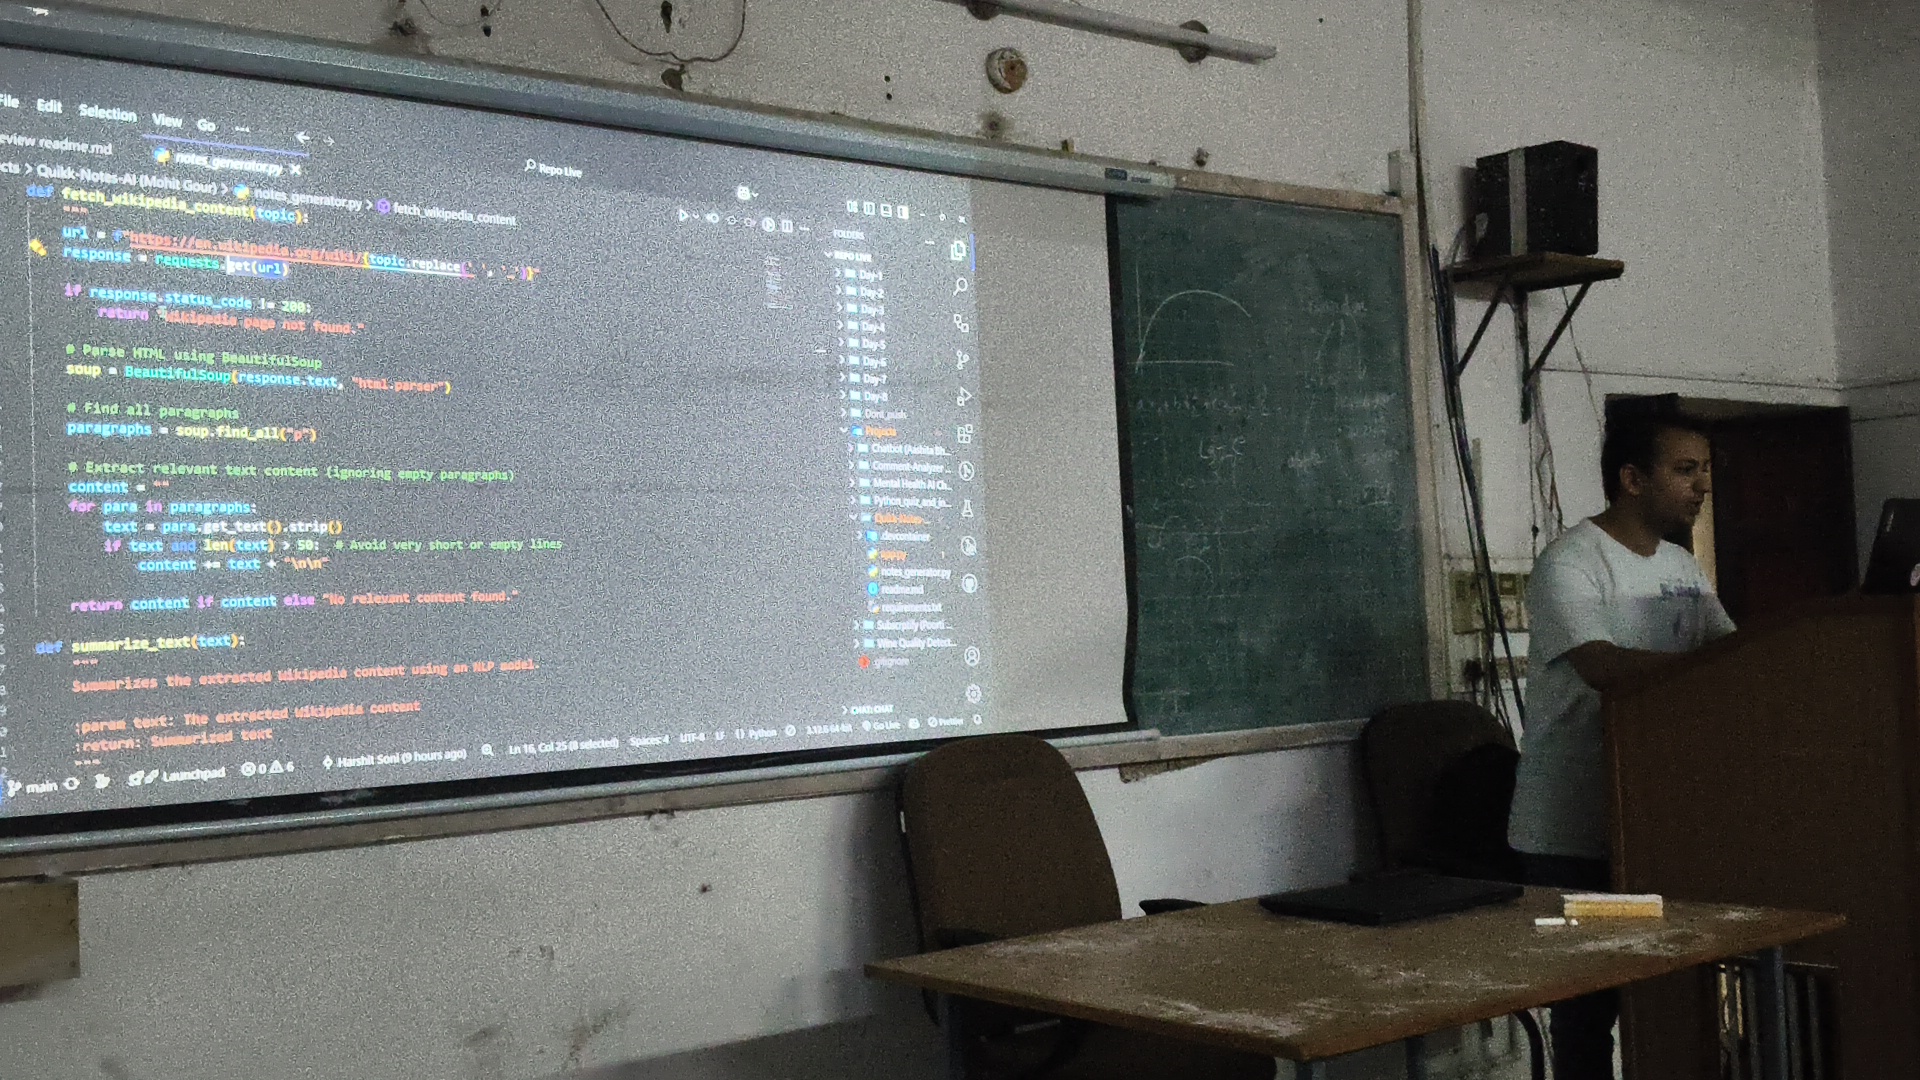 File Edit Selection View Go ...
Repo Live
eview readme.md
notes_generator.py
cts > Quikk-Notes-AI (Mohit Gour) > notes_generator.py > fetch_wikipedia_content
def fetch_wikipedia_content(topic):
"""
url = f"https://en.wikipedia.org/wiki/{topic.replace(' ', '_')}"
response = requests.get(url)
if response.status_code != 200:
return "Wikipedia page not found."
# Parse HTML using BeautifulSoup
soup = BeautifulSoup(response.text, "html.parser")
# Find all paragraphs
paragraphs = soup.find_all("p")
# Extract relevant text content (ignoring empty paragraphs)
content = ""
for para in paragraphs:
text = para.get_text().strip()
if text and len(text) > 50: # Avoid very short or empty lines
content += text + "\n\n"
return content if content else "No relevant content found."
def summarize_text(text):
"""
Summarizes the extracted Wikipedia content using an NLP model.
:param text: The extracted Wikipedia content
:return: Summarized text
"""
FOLDERS
REPO LIVE
Day-1
Day-2
Day-3
Day-4
Day-5
Day-6
Day-7
Day-8
Dont_push
Projects
Chatbot
Comment-Analyzer ...
Mental Health AI Ch...
Python_quiz_and_in...
Quikk-Notes-...
.devcontainer
app.py 1
notes_generator.py
readme.md
requirements.txt
Subscriptify
Wine Quality Detect...
.gitignore
CHAT: CHAT
main Launchpad 0 6 Harshit Soni (9 hours ago) Ln 16, Col 25 (8 selected) Spaces: 4 UTF-8 LF {} Python 3.12.6 64-bit Go Live Prettier